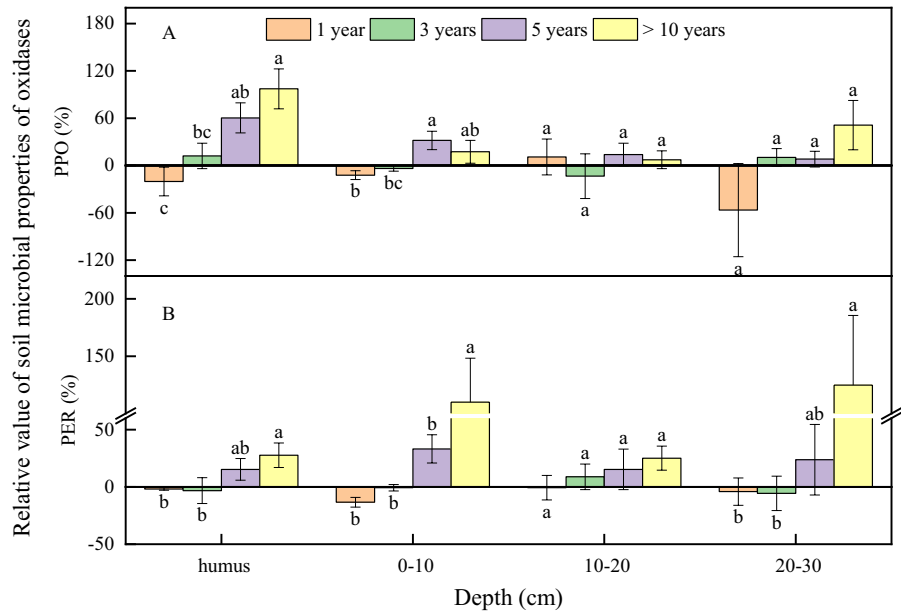 Relative value of soil microbial properties of oxidases
PPO (%)
180
120
60
0
-60
-120
A
1 year 3 years 5 years > 10 years
c bc ab a
b bc a ab
a a a a
a a a a
PER (%)
200
150
50
0
-50
B
b b ab a
b b b a
a a a a
b b ab a
humus 0-10 10-20 20-30
Depth (cm)